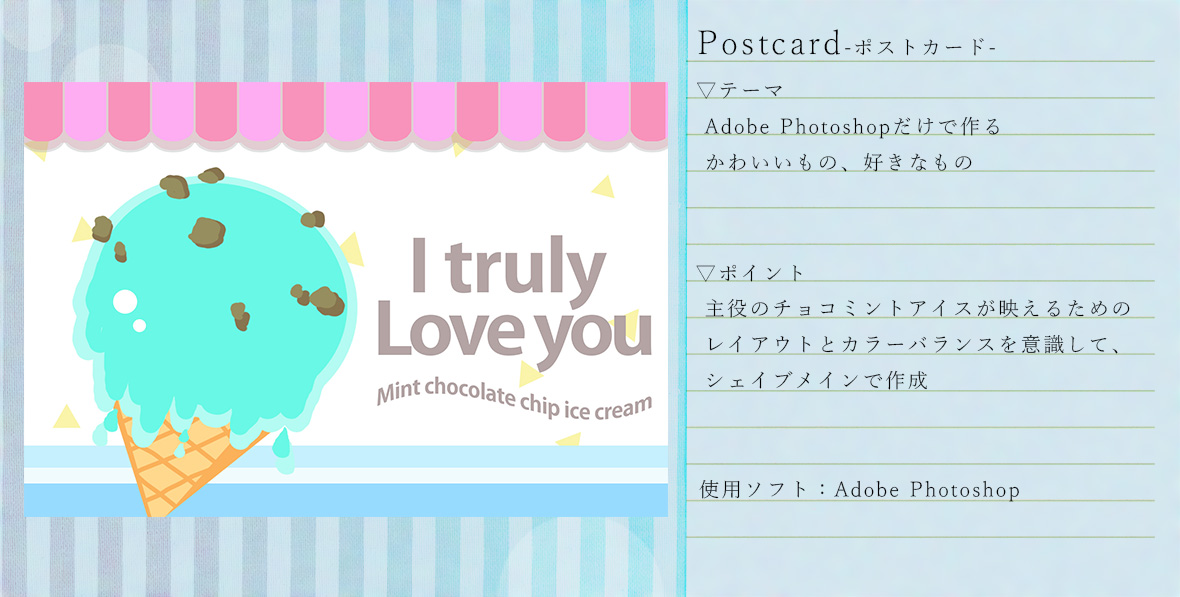 I truly
Love you
Mint chocolate chip ice cream
Postcard-ポストカード-
▽テーマ
Adobe Photoshopだけで作る
かわいいもの、好きなもの
▽ポイント
主役のチョコミントアイスが映えるための
レイアウトとカラーバランスを意識して、
シェイブメインで作成
使用ソフト：Adobe Photoshop